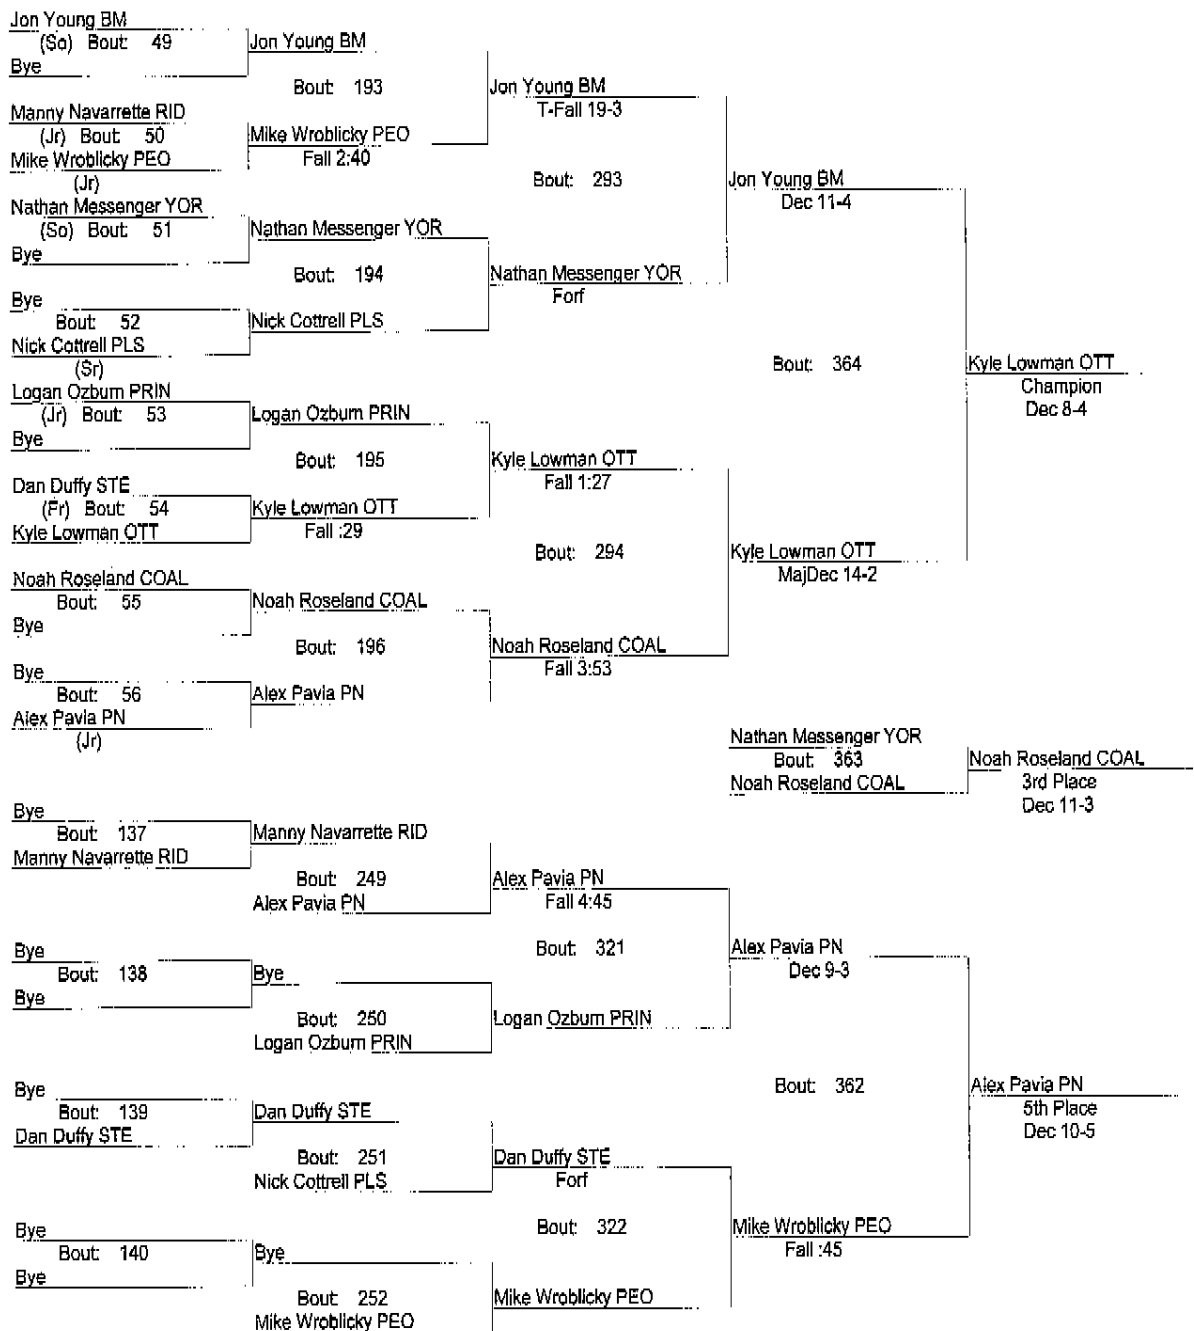 Jon Young BM
(So) Bout: 49
Bye
Jon Young BM
Bout: 193
Manny Navarrette RID
(Jr) Bout: 50
Mike Wroblicky PEO
(Jr)
Mike Wroblicky PEO
Fall 2:40
Jon Young BM
T-Fall 19-3
Bout: 293
Nathan Messenger YOR
(So) Bout: 51
Bye
Nathan Messenger YOR
Bout: 194
Bye
Bout: 52
Nick Cottrell PLS
(Sr)
Nick Cottrell PLS
Nathan Messenger YOR
Forf
Jon Young BM
Dec 11-4
Bout: 364
Logan Ozburn PRIN
(Jr) Bout: 53
Bye
Logan Ozburn PRIN
Bout: 195
Dan Duffy STE
(Fr) Bout: 54
Kyle Lowman OTT
Kyle Lowman OTT
Fall :29
Kyle Lowman OTT
Fall 1:27
Bout: 294
Noah Roseland COAL
Bout: 55
Bye
Noah Roseland COAL
Bout: 196
Bye
Bout: 56
Alex Pavia PN
(Jr)
Alex Pavia PN
Noah Roseland COAL
Fall 3:53
Kyle Lowman OTT
MajDec 14-2
Kyle Lowman OTT
Champion
Dec 8-4
Nathan Messenger YOR
Bout: 363
Noah Roseland COAL
Noah Roseland COAL
3rd Place
Dec 11-3
Bye
Bout: 137
Manny Navarrette RID
Manny Navarrette RID
Bout: 249
Alex Pavia PN
Alex Pavia PN
Fall 4:45
Bout: 321
Bye
Bout: 138
Bye
Bye
Bout: 250
Logan Ozburn PRIN
Logan Ozburn PRIN
Alex Pavia PN
Dec 9-3
Bout: 362
Bye
Bout: 139
Dan Duffy STE
Dan Duffy STE
Bout: 251
Nick Cottrell PLS
Dan Duffy STE
Forf
Bout: 322
Bye
Bout: 140
Bye
Bye
Bout: 252
Mike Wroblicky PEO
Mike Wroblicky PEO
Mike Wroblicky PEO
Fall :45
Alex Pavia PN
5th Place
Dec 10-5